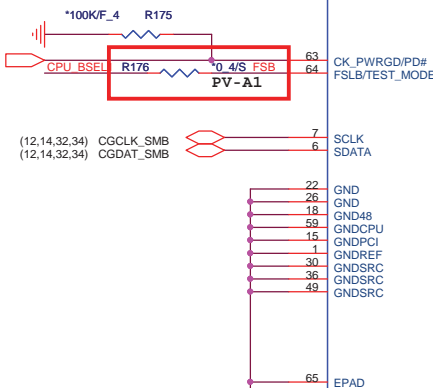 *100K/F_4 R175
63 CK_PWRGD/PD#
CPU_BSEL R176 *0_4/S FSB 64 FSLB/TEST_MODE
PV-A1
(12,14,32,34) CGCLK_SMB 7 SCLK
(12,14,32,34) CGDAT_SMB 6 SDATA
22 GND
26 GND
18 GND48
59 GNDCPU
15 GNDPCI
1 GNDREF
30 GNDSRC
36 GNDSRC
49 GNDSRC
65 EPAD